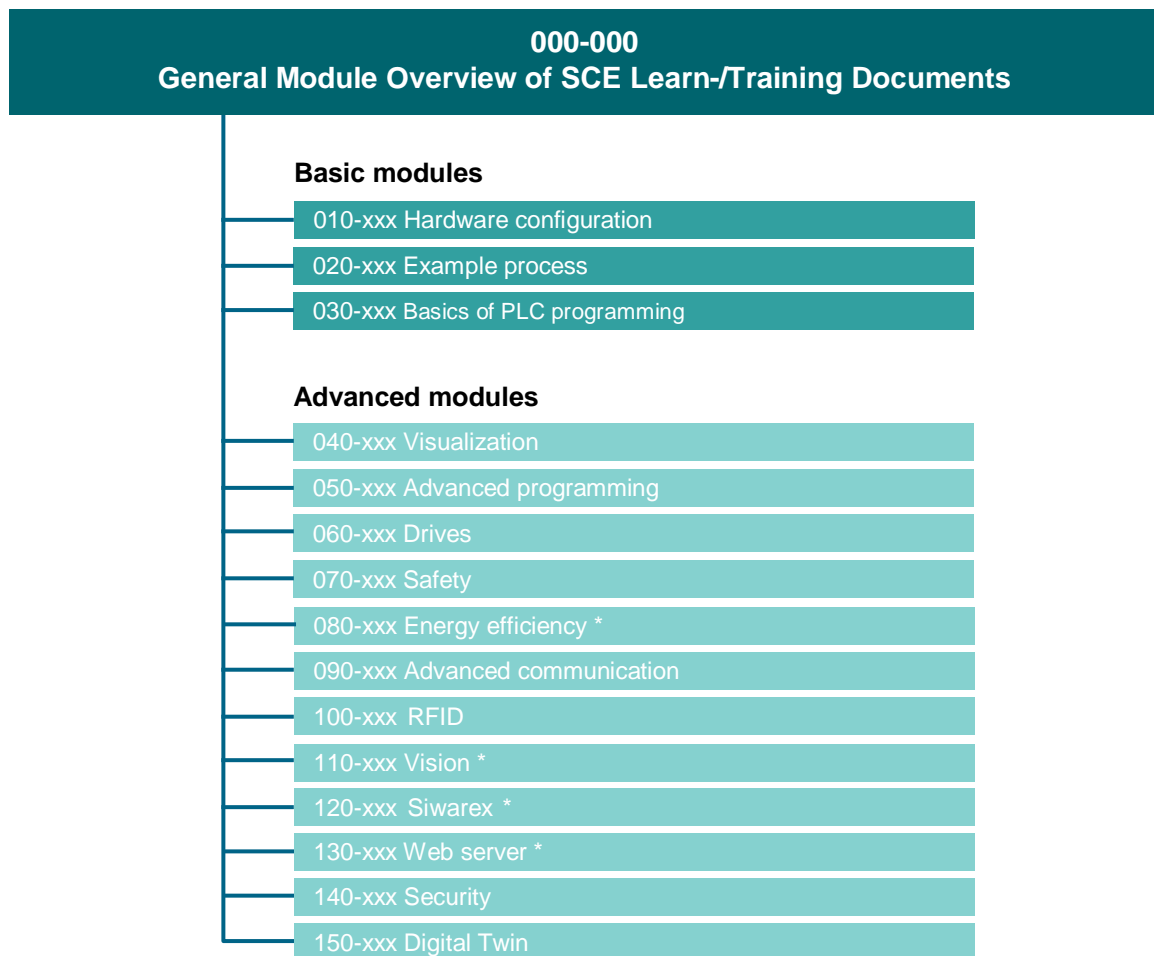 000-000
General Module Overview of SCE Learn-/Training Documents
Basic modules
010-xxx Hardware configuration
020-xxx Example process
030-xxx Basics of PLC programming
Advanced modules
040-xxx Visualization
050-xxx Advanced programming
060-xxx Drives
070-xxx Safety
080-xxx Energy efficiency *
090-xxx Advanced communication
100-xxx RFID
110-xxx Vision *
120-xxx Siwarex *
130-xxx Web server *
140-xxx Security
150-xxx Digital Twin